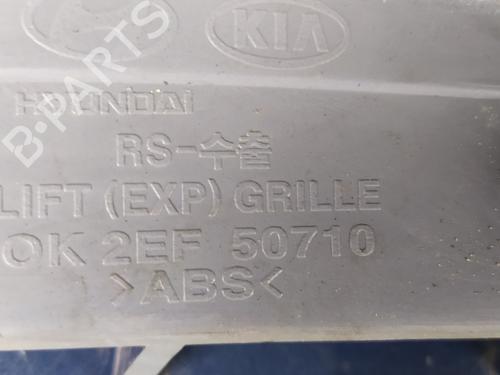 KIA
HYUNDAI
RS-수출
LIFT (EXP) GRILLE
OK 2EF 50710
>ABS<
B-PARTS